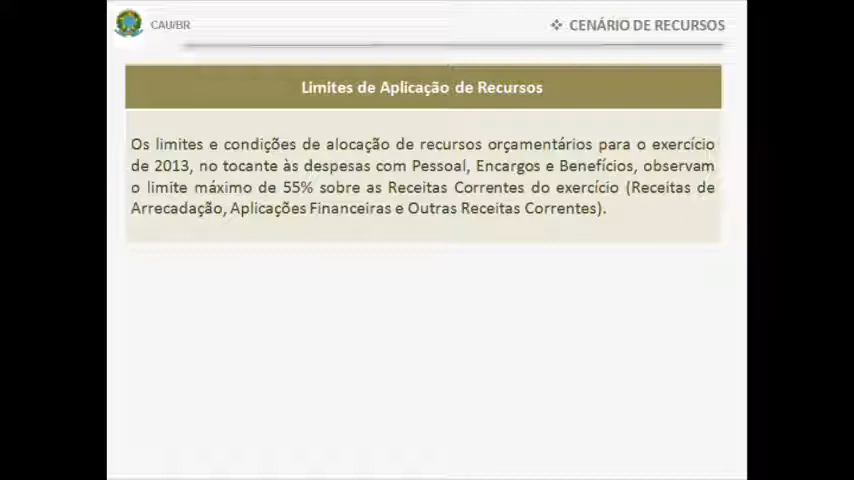 CAU/BR
❖ CENÁRIO DE RECURSOS
Limites de Aplicação de Recursos
Os limites e condições de alocação de recursos orçamentários para o exercício
de 2013, no tocante às despesas com Pessoal, Encargos e Benefícios, observam
o limite máximo de 55% sobre as Receitas Correntes do exercício (Receitas de
Arrecadação, Aplicações Financeiras e Outras Receitas Correntes).